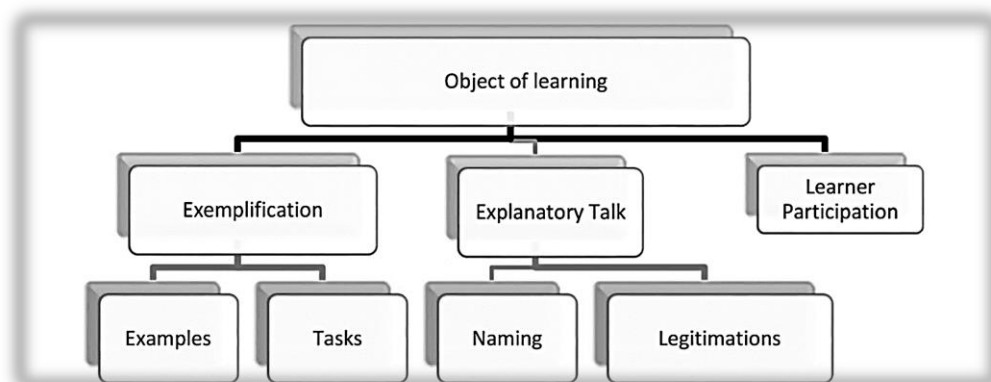 Object of learning
Exemplification
Explanatory Talk
Learner
Participation
Examples
Tasks
Naming
Legitimations